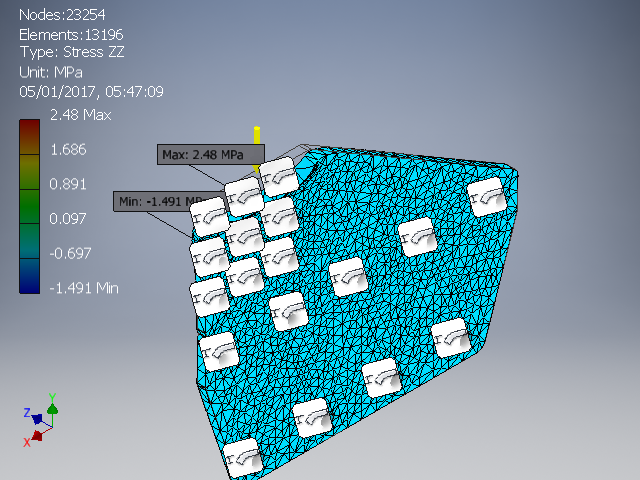 Nodes:23254
Elements:13196
Type: Stress ZZ
Unit: MPa
05/01/2017, 05:47:09
2.48 Max
1.686
0.891
0.097
-0.697
-1.491 Min
Max: 2.48 MPa
Min: -1.491
Y
Z
X